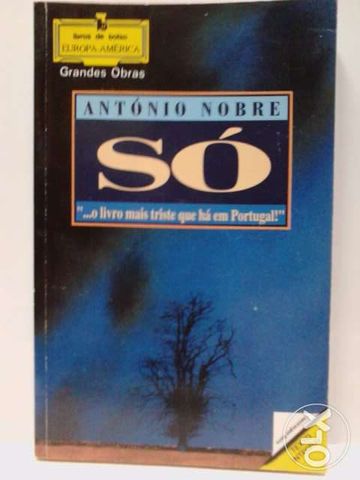 livros de bolso
EUROPA-AMÉRICA
Grandes Obras
ANTÓNIO NOBRE
SÓ
"...o livro mais triste que há em Portugal!"
OLX